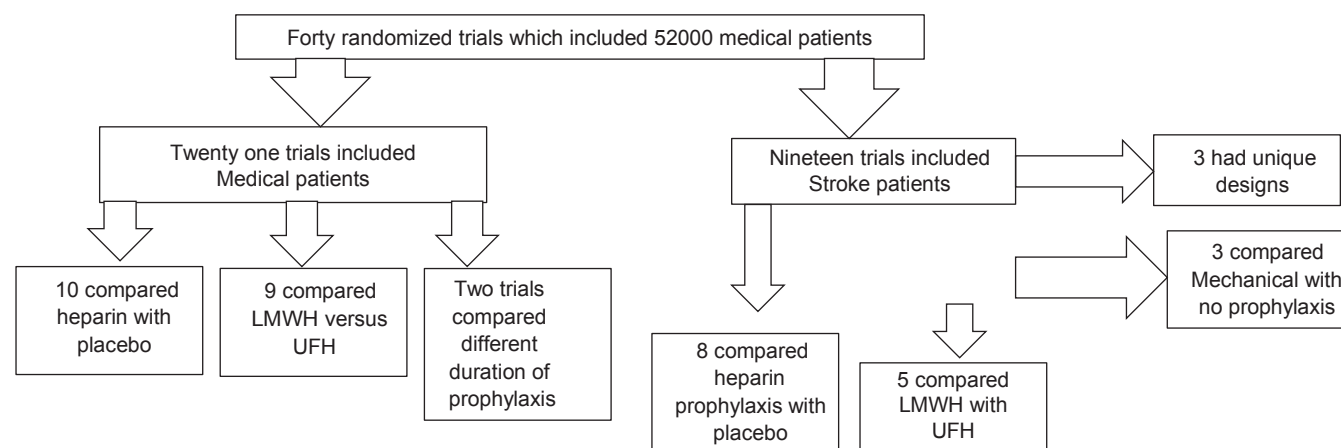 Forty randomized trials which included 52000 medical patients
Twenty one trials included
Medical patients
Nineteen trials included
Stroke patients
3 had unique
designs
10 compared
heparin with
placebo
9 compared
LMWH versus
UFH
Two trials
compared
different
duration of
prophylaxis
8 compared
heparin
prophylaxis with
placebo
5 compared
LMWH with
UFH
3 compared
Mechanical with
no prophylaxis